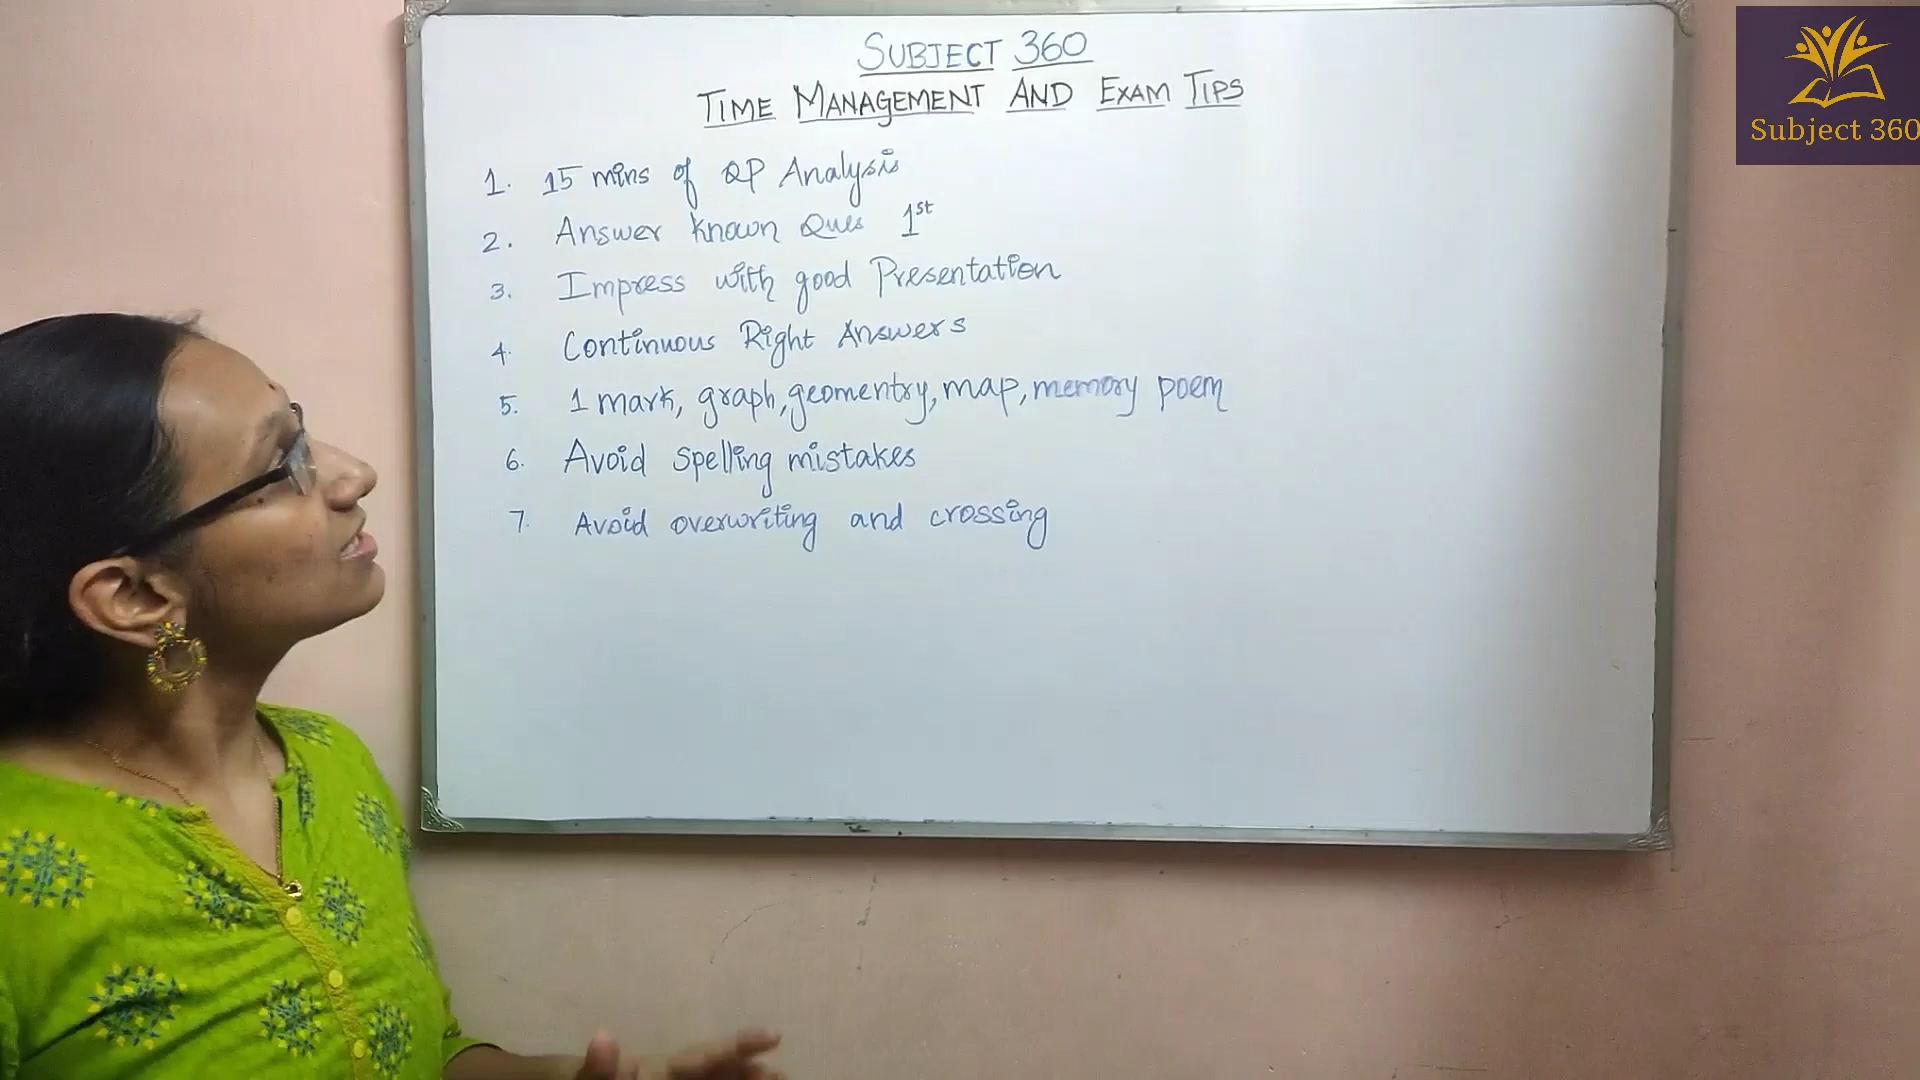 SUBJECT 360
TIME MANAGEMENT AND EXAM TIPS
1. 15 mins of QP Analysis
2. Answer known Ques 1st
3. Impress with good Presentation
4. Continuous Right Answers
5. 1 mark, graph, geomentry, map, memory poem
6. Avoid spelling mistakes
7. Avoid overwriting and crossing
Subject 360